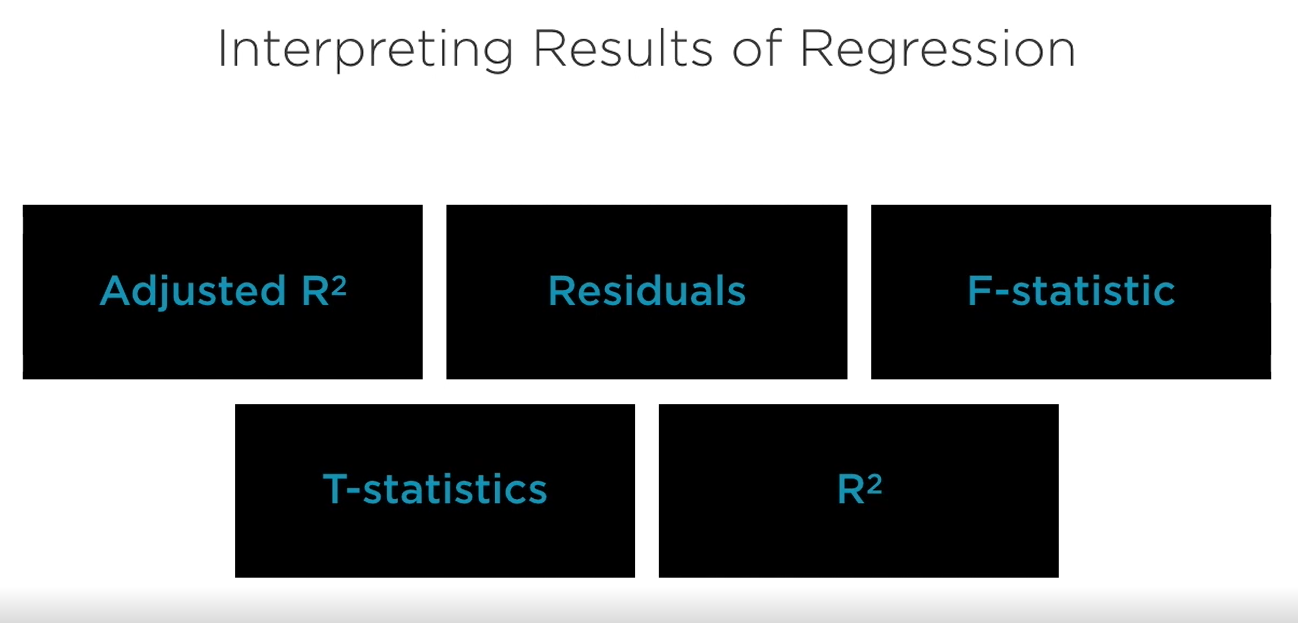 Interpreting Results of Regression
Adjusted R²
Residuals
F-statistic
T-statistics
R²